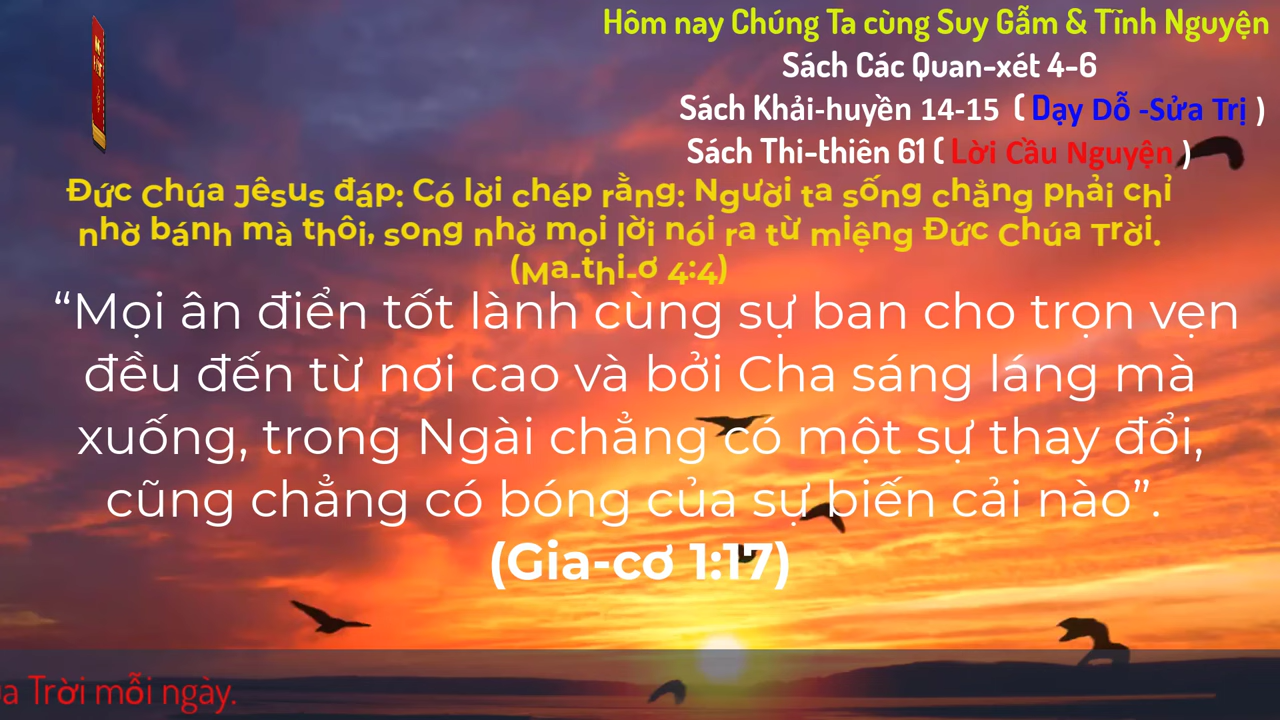 Hôm nay Chúng Ta cùng Suy Gẫm & Tĩnh Nguyện
Sách Các Quan-xét 4-6
Sách Khải-huyền 14-15 ( Dạy Dỗ -Sửa Trị )
Sách Thi-thiên 61 ( Lời Cầu Nguyện )
Đức Chúa Jêsus đáp: Có lời chép rằng: Người ta sống chẳng phải chỉ
nhờ bánh mà thôi, song nhờ mọi lời nói ra từ miệng Đức Chúa Trời.
(Ma-thi-ơ 4:4)
“Mọi ân điển tốt lành cùng sự ban cho trọn vẹn
đều đến từ nơi cao và bởi Cha sáng láng mà
xuống, trong Ngài chẳng có một sự thay đổi,
cũng chẳng có bóng của sự biến cải nào”.
(Gia-cơ 1:17)
Trời mỗi ngày.